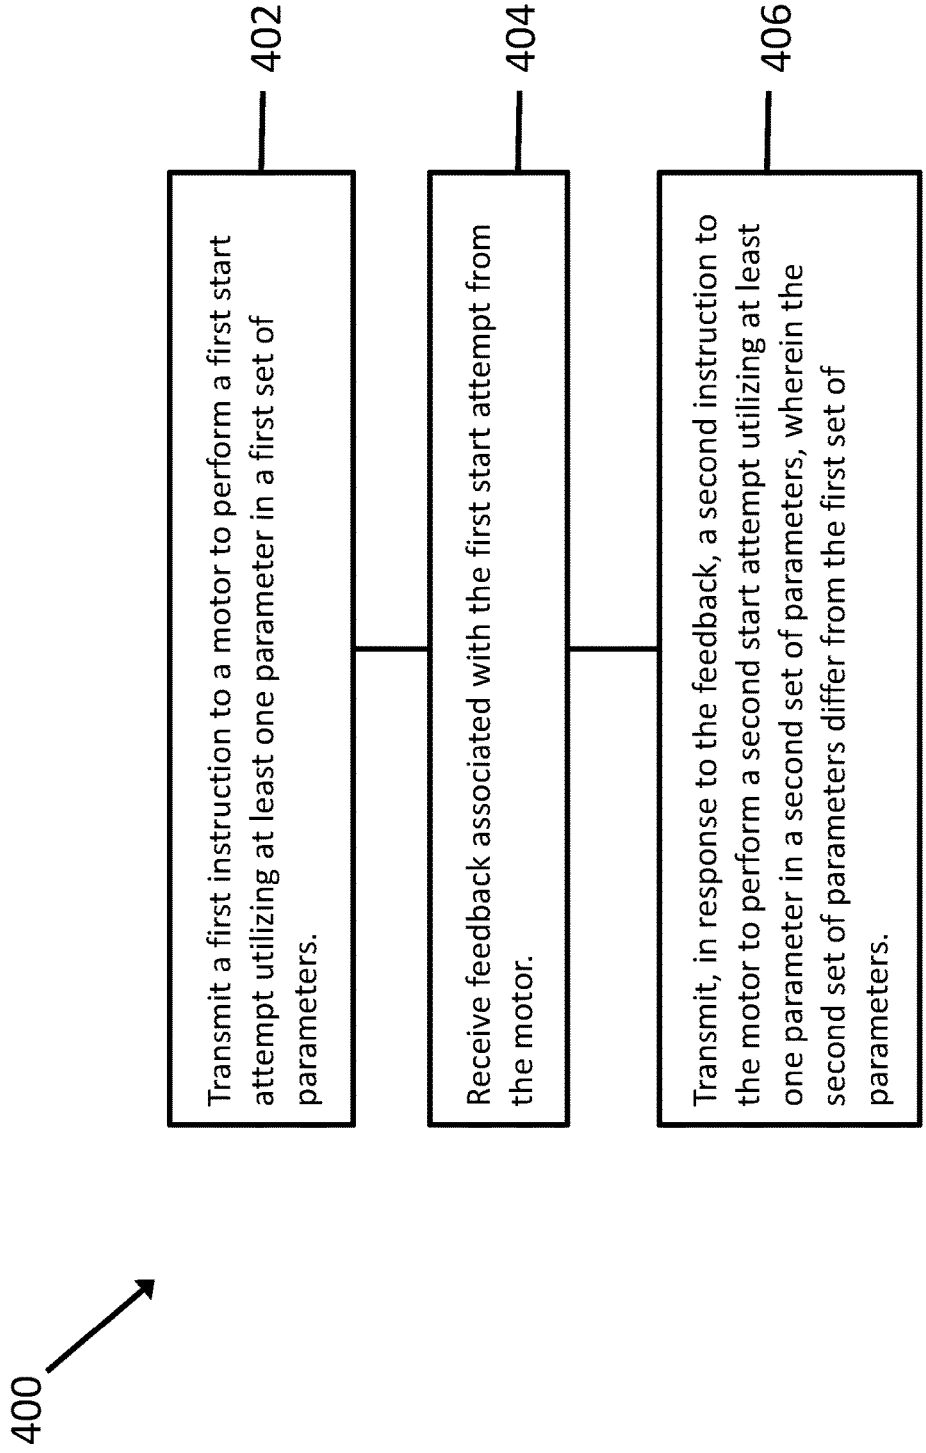 400
402
Transmit a first instruction to a motor to perform a first start
attempt utilizing at least one parameter in a first set of
parameters.
404
Receive feedback associated with the first start attempt from
the motor.
406
Transmit, in response to the feedback, a second instruction to
the motor to perform a second start attempt utilizing at least
one parameter in a second set of parameters, wherein the
second set of parameters differ from the first set of
parameters.